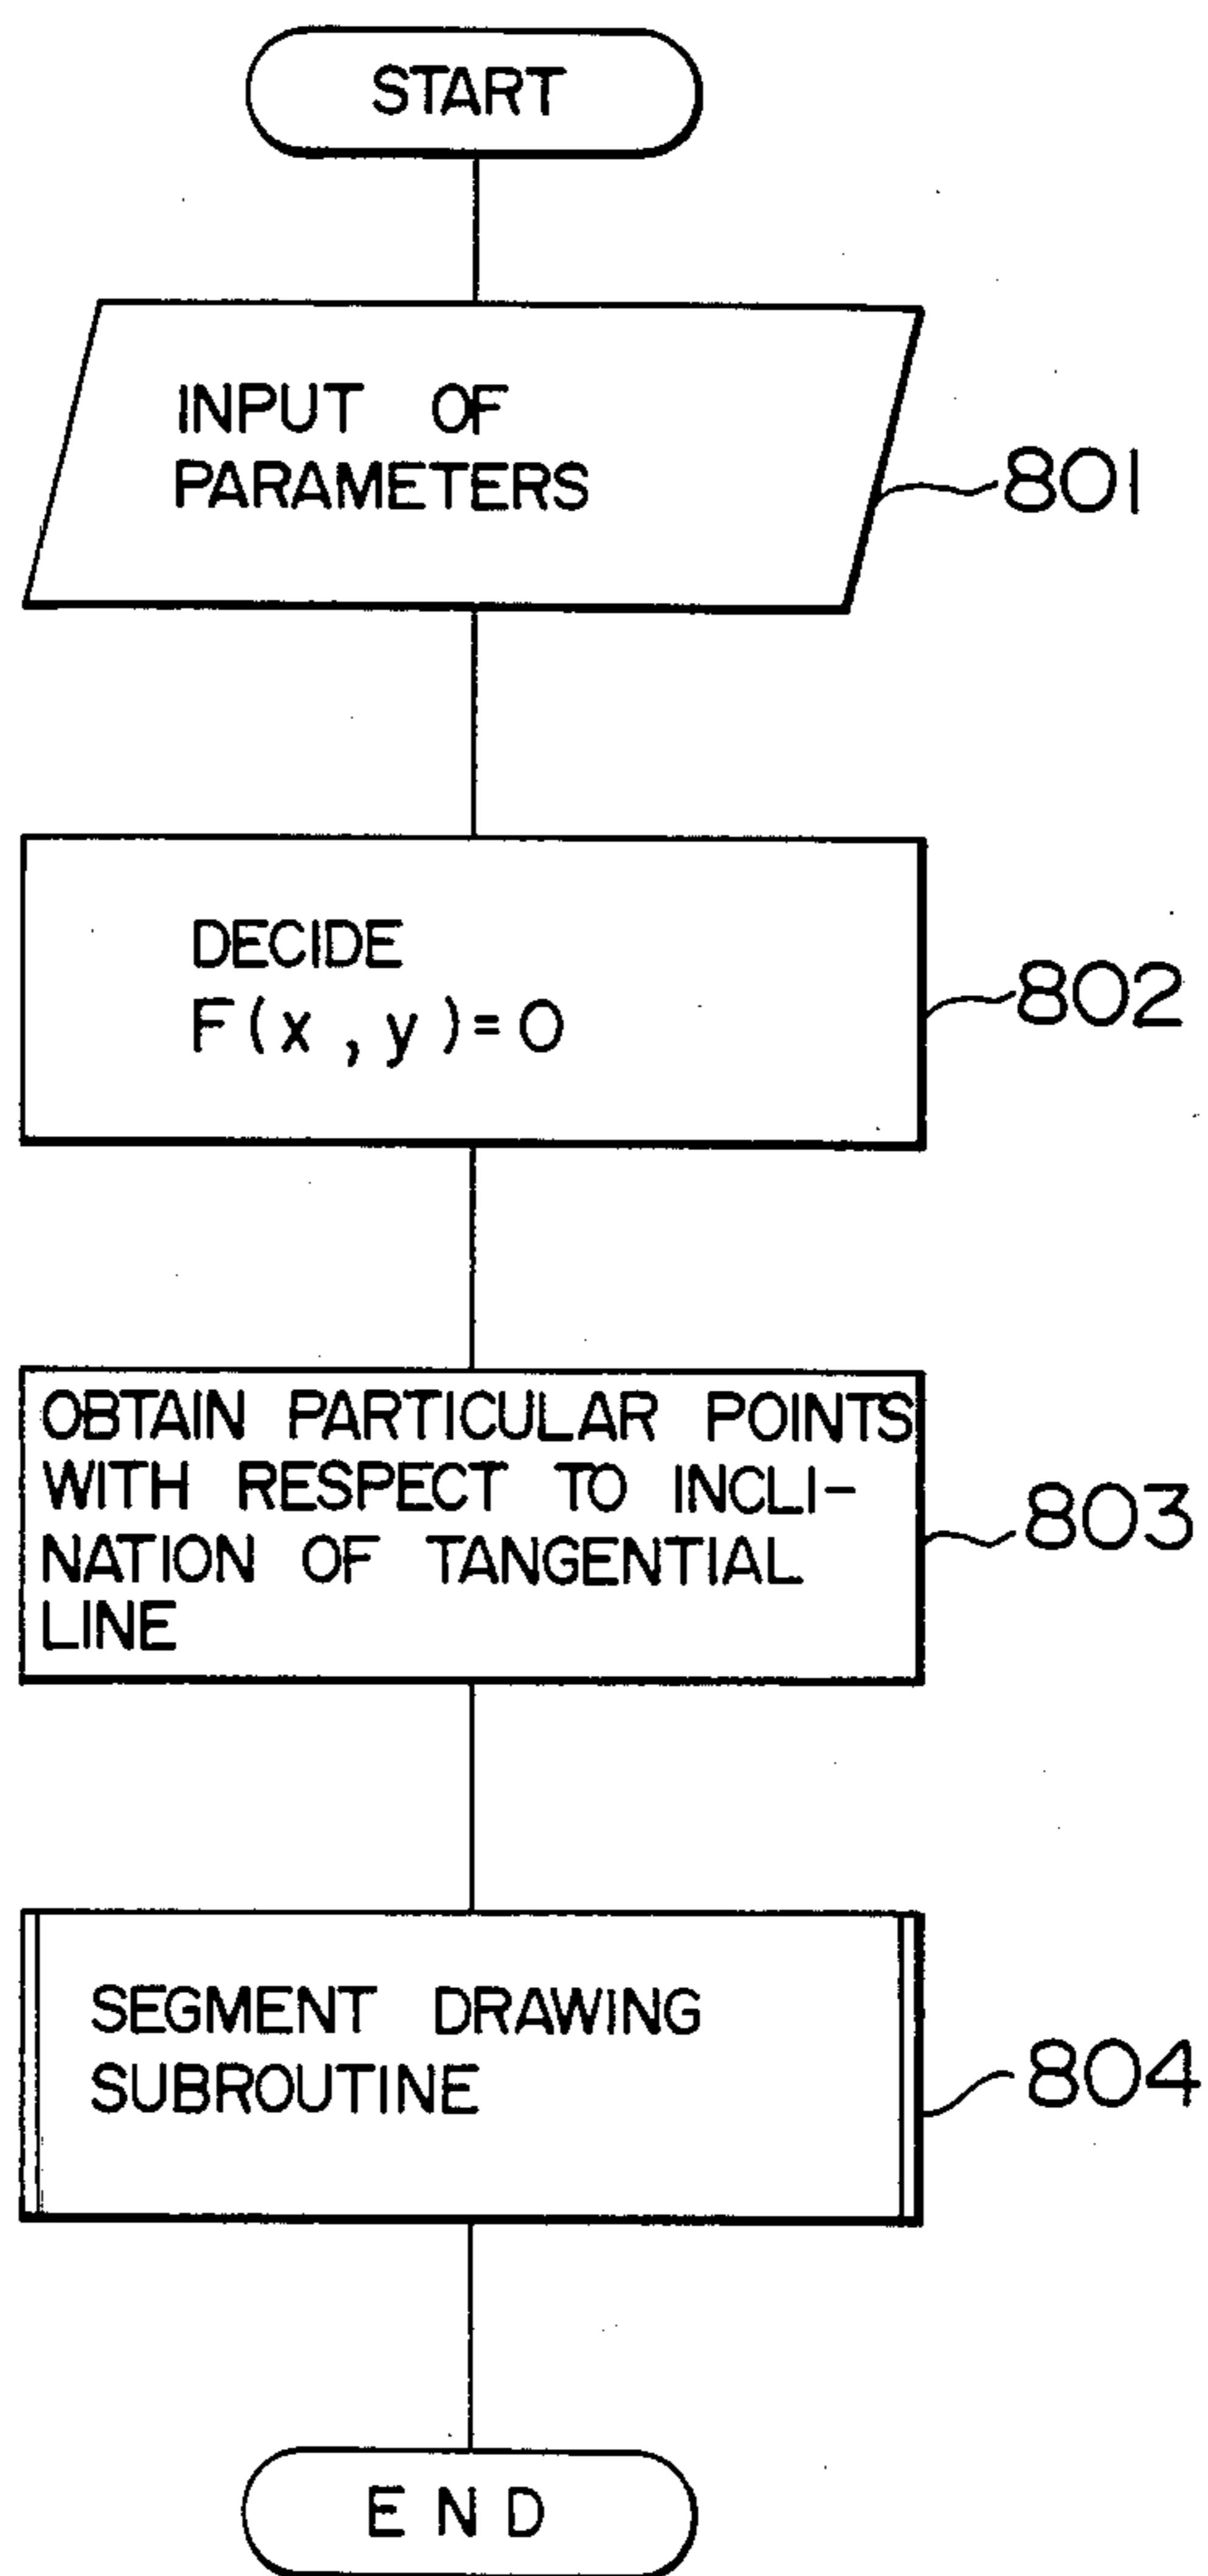 START
INPUT OF
PARAMETERS
801
DECIDE
F(x,y)=0
802
OBTAIN PARTICULAR POINTS
WITH RESPECT TO INCLI-
NATION OF TANGENTIAL
LINE
803
SEGMENT DRAWING
SUBROUTINE
804
END